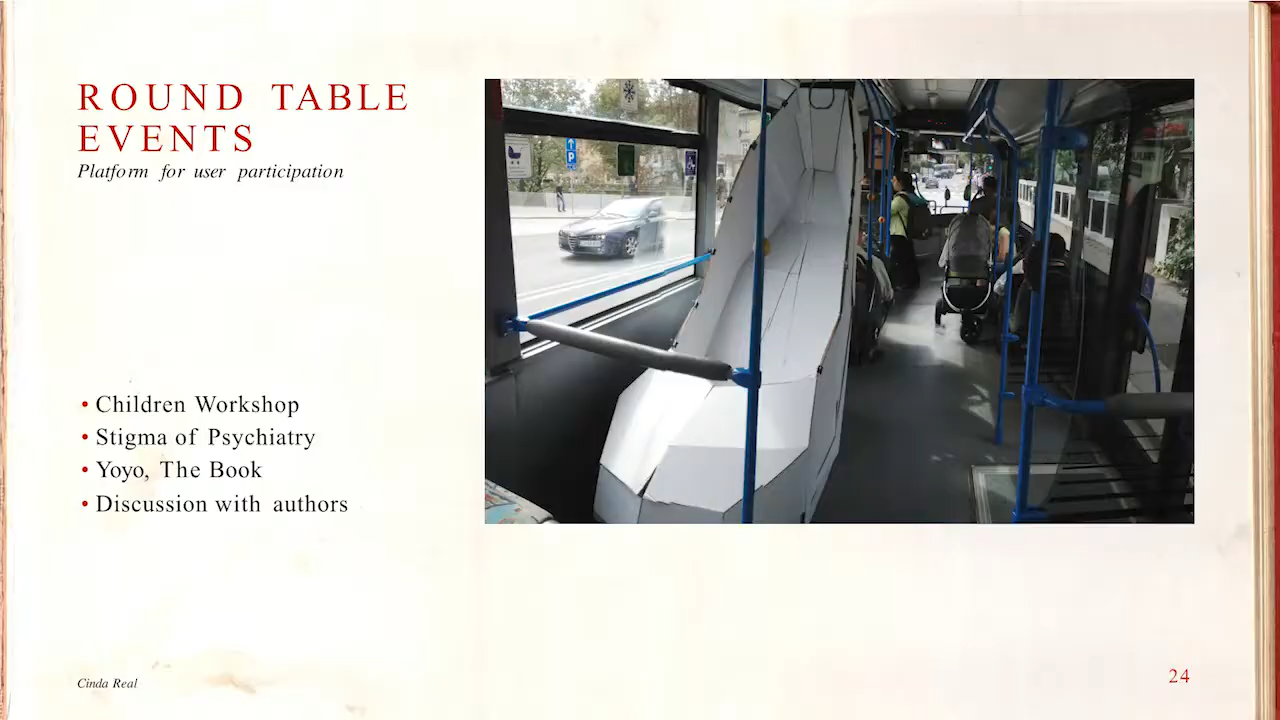 ROUND TABLE
EVENTS
Platform for user participation
• Children Workshop
• Stigma of Psychiatry
• Yoyo, The Book
• Discussion with authors
P
Cinda Real
24